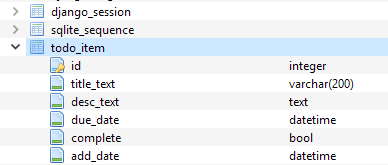 django_session
sqlite_sequence
todo_item
id integer
title_text varchar(200)
desc_text text
due_date datetime
complete bool
add_date datetime